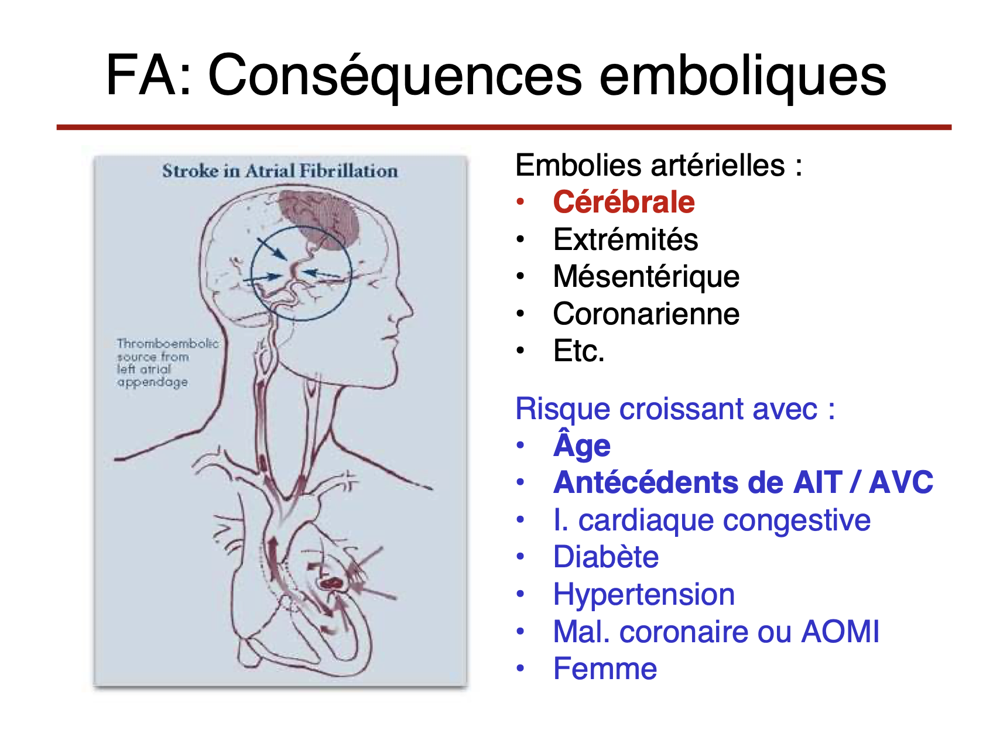 FA: Conséquences emboliques
Stroke in Atrial Fibrillation
Thromboembolic
source from
left atrial
appendage
Embolies artérielles :
• Cérébrale
• Extrémités
• Mésentérique
• Coronarienne
• Etc.
Risque croissant avec :
• Âge
• Antécédents de AIT / AVC
• I. cardiaque congestive
• Diabète
• Hypertension
• Mal. coronaire ou AOMI
• Femme